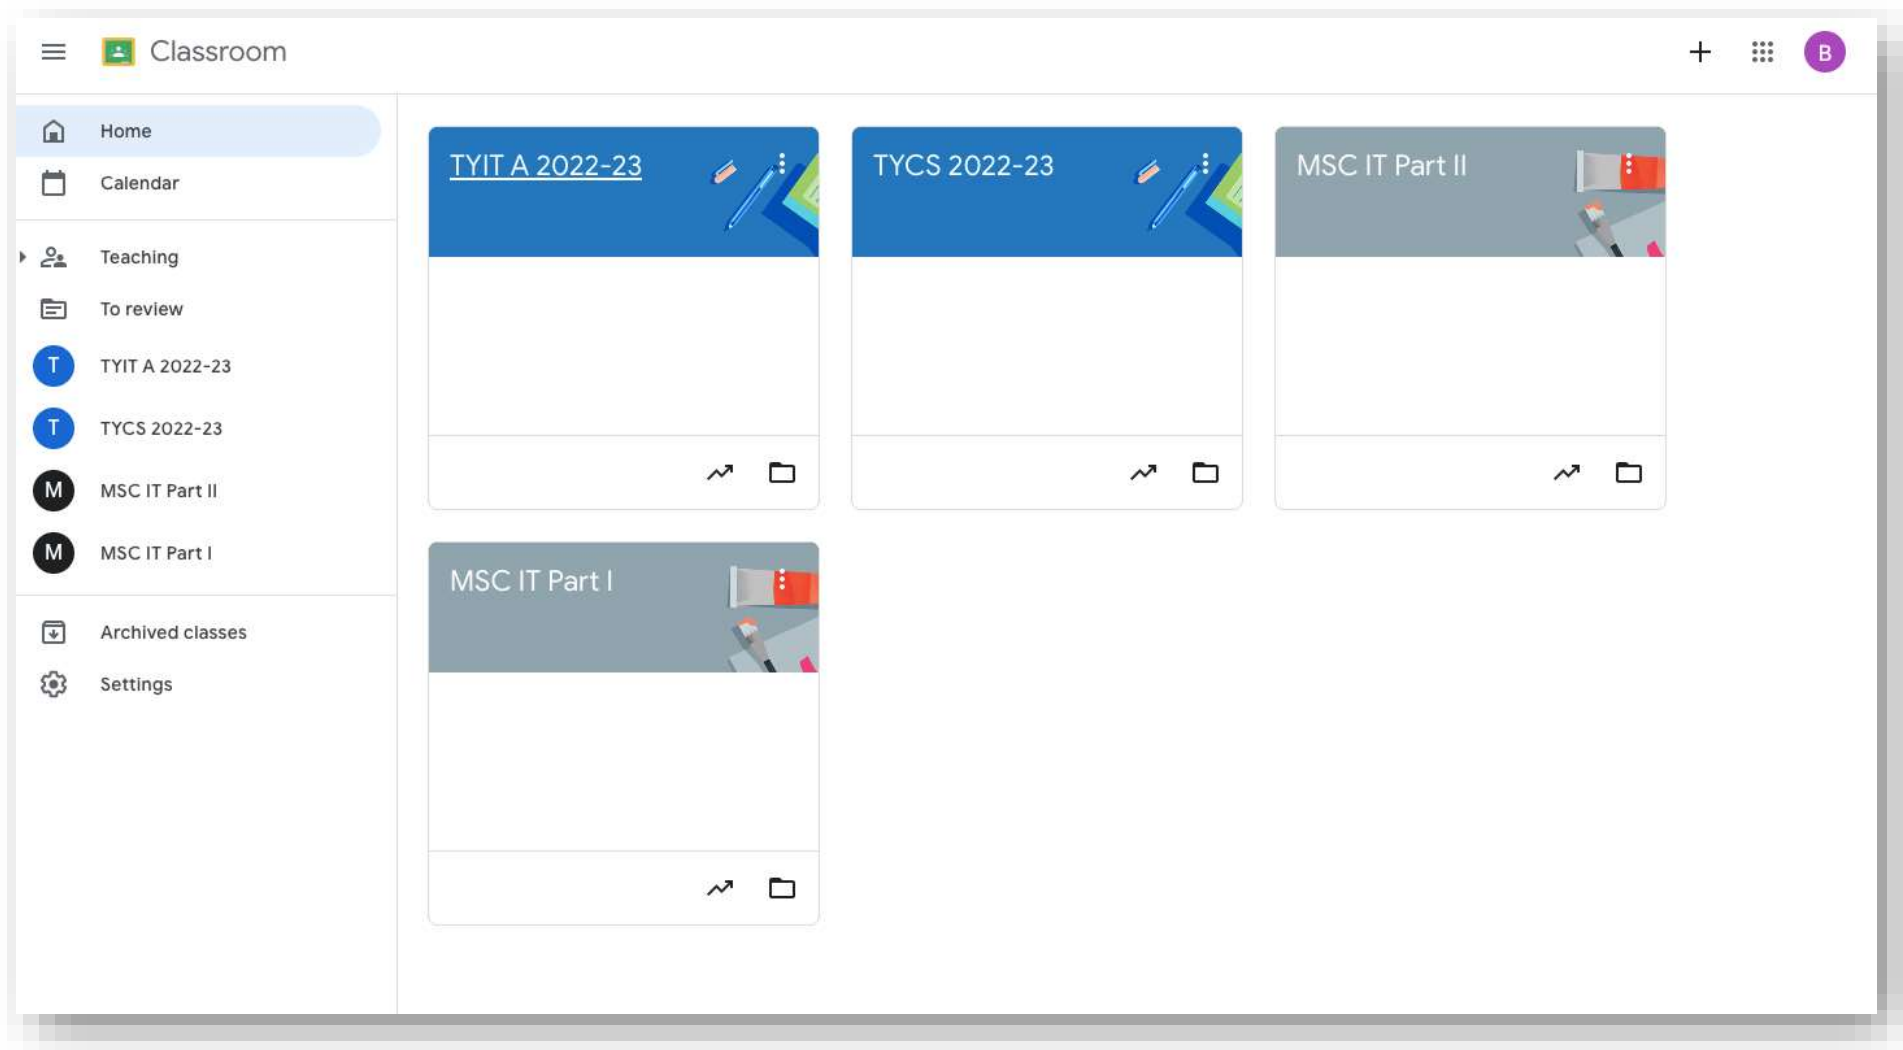 Classroom
B
Home
Calendar
Teaching
To review
T TYIT A 2022-23
T TYCS 2022-23
M MSC IT Part II
M MSC IT Part I
Archived classes
Settings
TYIT A 2022-23
TYCS 2022-23
MSC IT Part II
MSC IT Part I